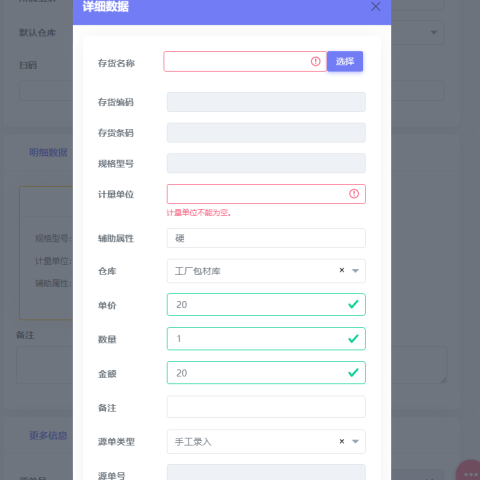 详细数据
默认仓库
扫码
明细数据
规格型号:
计量单位:
辅助属性:
备注
更多信息
存货名称
选择
存货编码
存货条码
规格型号
计量单位
计量单位不能为空。
辅助属性 硬
仓库 工厂包材库 ×
单价 20
数量 1
金额 20
备注
源单类型 手工录入 ×
源单号